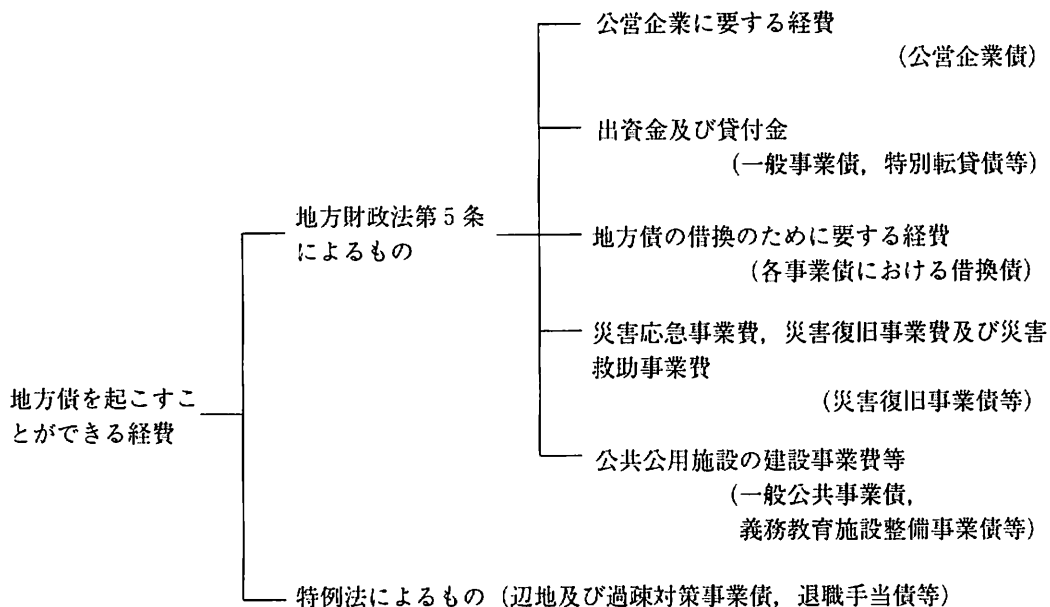 公営企業に要する経費
(公営企業債)
出資金及び貸付金
(一般事業債，特別転貸債等)
地方財政法第5条
によるもの
地方債の借換のために要する経費
(各事業債における借換債)
災害応急事業費，災害復旧事業費及び災害
救助事業費
(災害復旧事業債等)
地方債を起こすこ
とができる経費
公共公用施設の建設事業費等
(一般公共事業債，
義務教育施設整備事業債等)
特例法によるもの (辺地及び過疎対策事業債，退職手当債等)